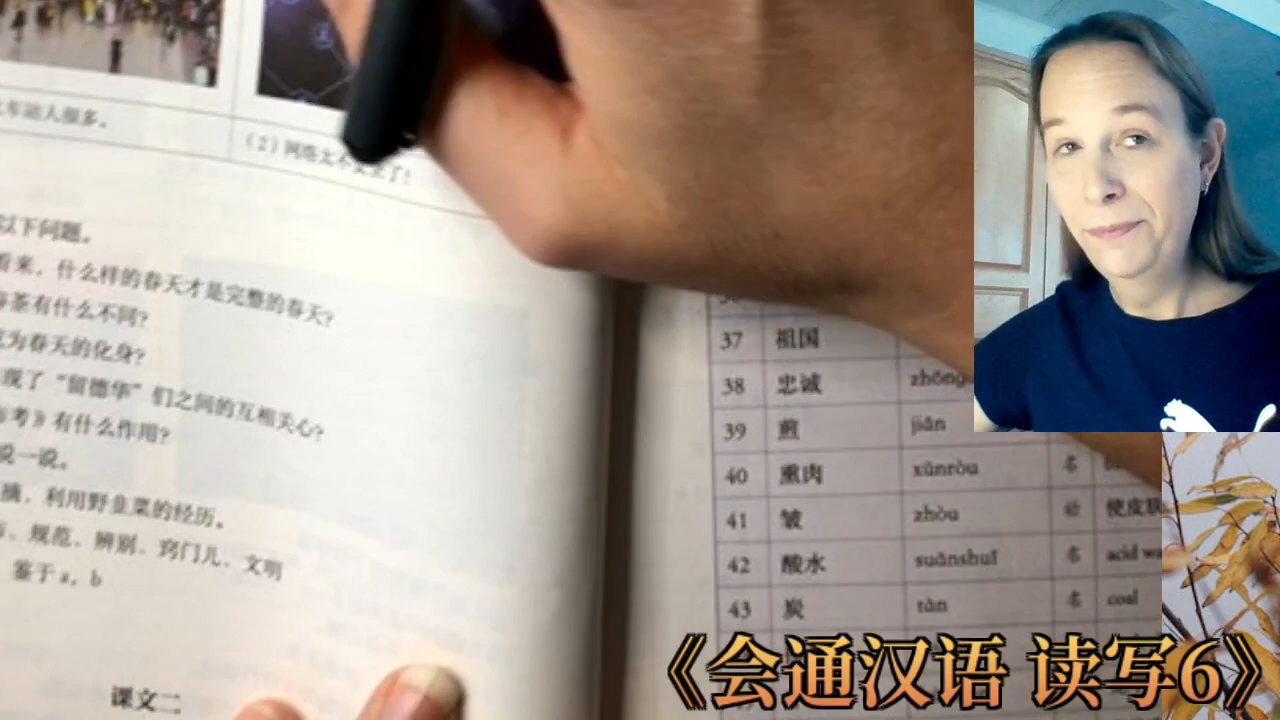 车站人很多。
（2）网络太不安全了！
以下问题。
看来，什么样的春天才是完整的春天？
茶有什么不同？
为春天的化身？
现了“留德华”们之间的互相关心？
考》有什么作用？
说一说。
摘、利用野韭菜的经历。
、规范、辨别、窍门儿、文明
鉴于a，b
课文二
37 祖国
38 忠诚 zhōng
39 煎 jiān
40 熏肉 xūnròu 名
41 皱 zhòu 动 使皮肤
42 酸水 suānshuǐ 名 acid wa
43 炭 tàn 名 coal
《会通汉语 读写6》